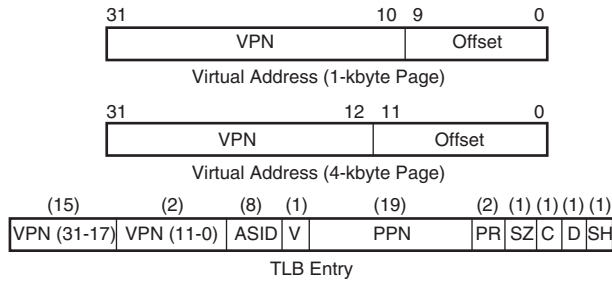 31 10 9 0
VPN Offset
Virtual Address (1-kbyte Page)
31 12 11 0
VPN Offset
Virtual Address (4-kbyte Page)
(15) (2) (8) (1) (19) (2) (1) (1) (1) (1)
VPN (31-17) VPN (11-0) ASID V PPN PR SZ C D SH
TLB Entry